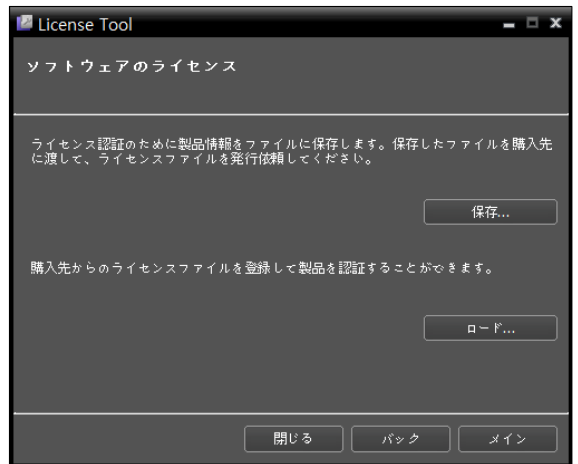 License Tool
ソフトウェアのライセンス
ライセンス認証のために製品情報をファイルに保存します。保存したファイルを購入先
に渡して、ライセンスファイルを発行依頼してください。
保存...
購入先からのライセンスファイルを登録して製品を認証することができます。
ロード...
閉じる
バック
メイン